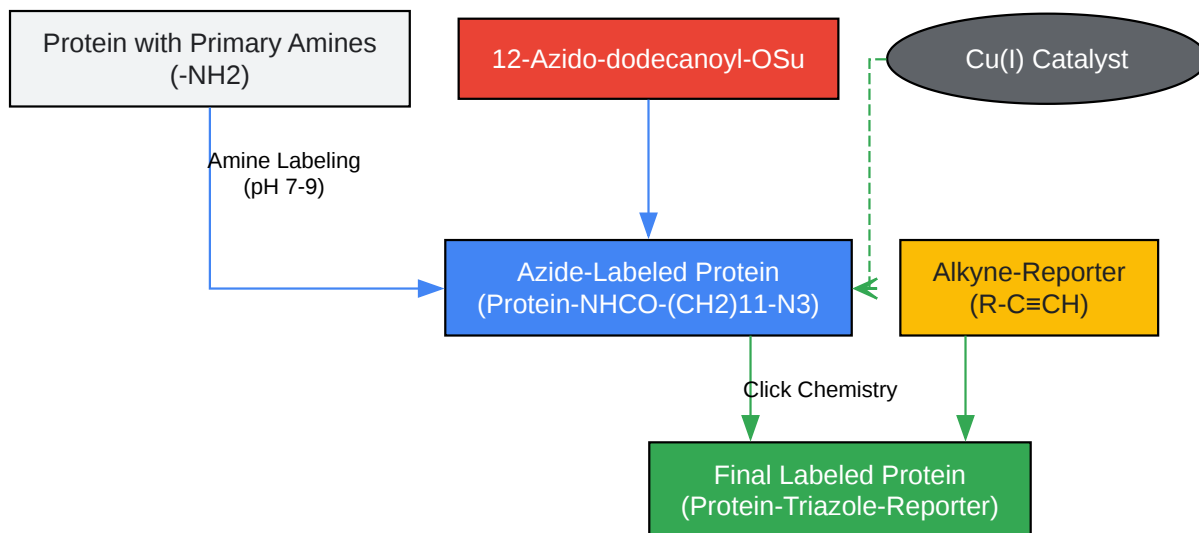 Protein with Primary Amines
(-NH2)
12-Azido-dodecanoyl-OSu
Cu(I) Catalyst
Amine Labeling
(pH 7-9)
Azide-Labeled Protein
(Protein-NHCO-(CH2)11-N3)
Alkyne-Reporter
(R-C≡CH)
Click Chemistry
Final Labeled Protein
(Protein-Triazole-Reporter)